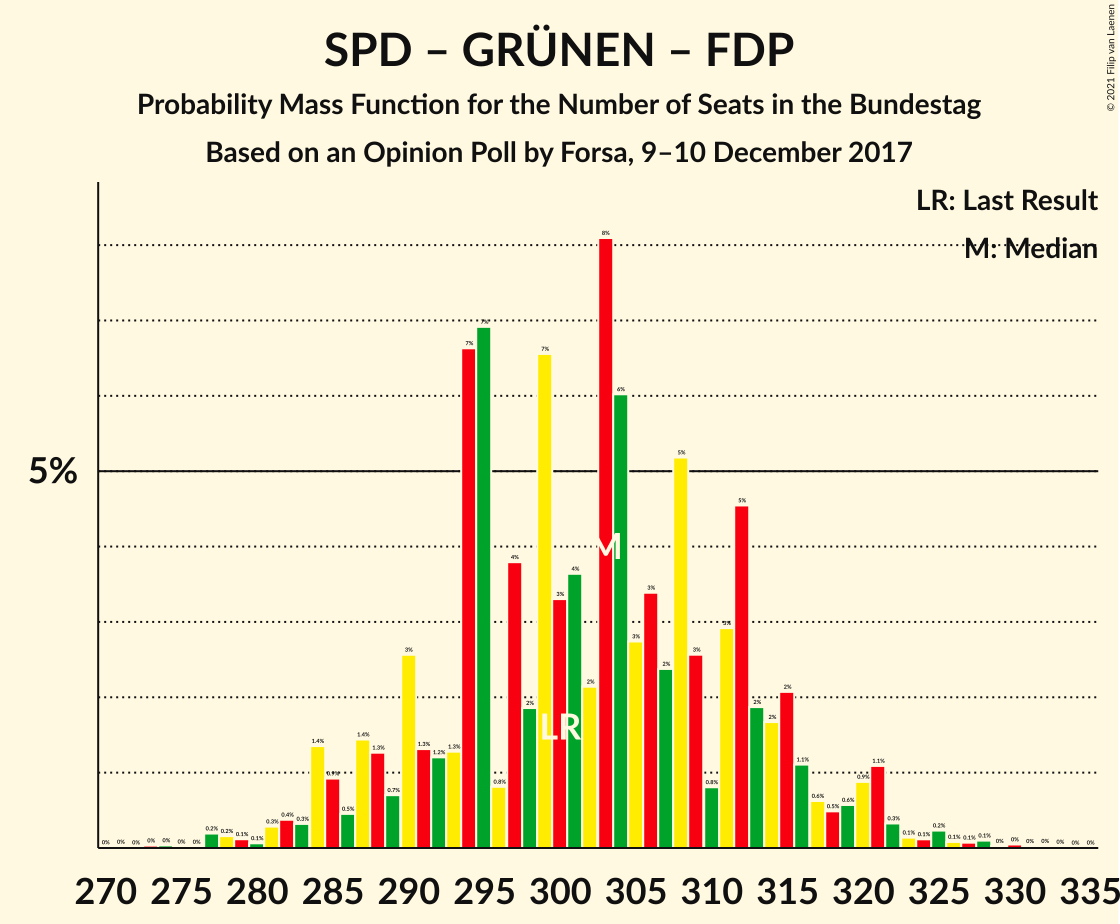 SPD – GRÜNEN – FDP
Probability Mass Function for the Number of Seats in the Bundestag
Based on an Opinion Poll by Forsa, 9–10 December 2017
© 2021 Filip van Laenen
LR: Last Result
M: Median
5%
0% 0% 0% 0% 0% 0% 0% 0.2% 0.2% 0.1% 0.1% 0.3% 0.4% 0.3% 1.4% 0.9% 0.5% 1.4% 1.3% 0.7% 3% 1.3% 1.2% 1.3% 7% 7% 0.8% 4% 2% 7% 3% 4% 2% 8% 6% 3% 3% 2% 5% 3% 0.8% 3% 5% 2% 2% 2% 1.1% 0.6% 0.5% 0.6% 0.9% 1.1% 0.3% 0.1% 0.1% 0.2% 0.1% 0.1% 0.1% 0% 0% 0% 0% 0% 0% 0%
M
LR
270 275 280 285 290 295 300 305 310 315 320 325 330 335